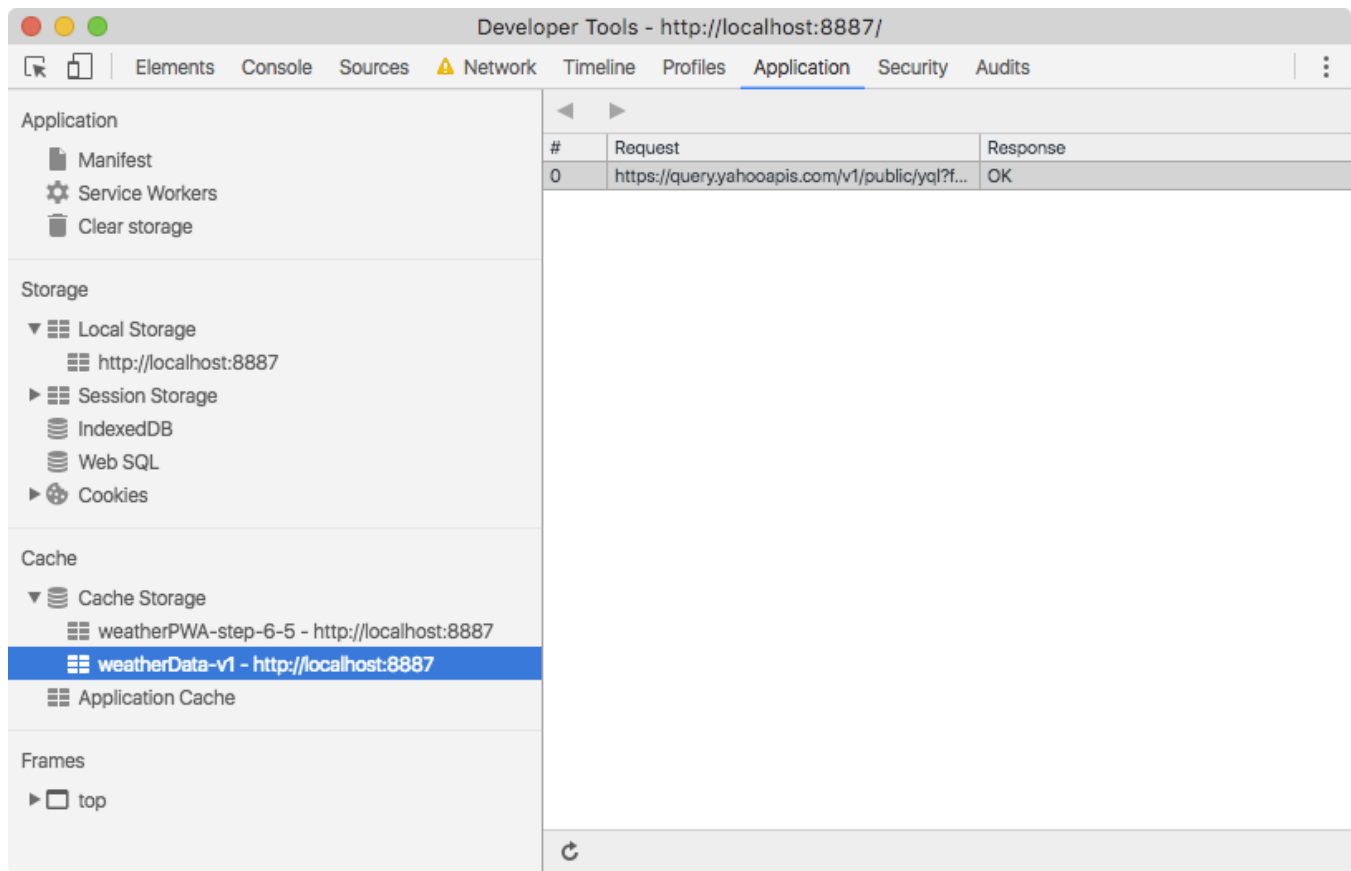 Developer Tools - http://localhost:8887/
Elements Console Sources Network Timeline Profiles Application Security Audits
Application
Manifest
Service Workers
Clear storage
Storage
Local Storage
http://localhost:8887
Session Storage
IndexedDB
Web SQL
Cookies
Cache
Cache Storage
weatherPWA-step-6-5 - http://localhost:8887
weatherData-v1 - http://localhost:8887
Application Cache
Frames
top
# Request Response
0 https://query.yahooapis.com/v1/public/yql?f... OK